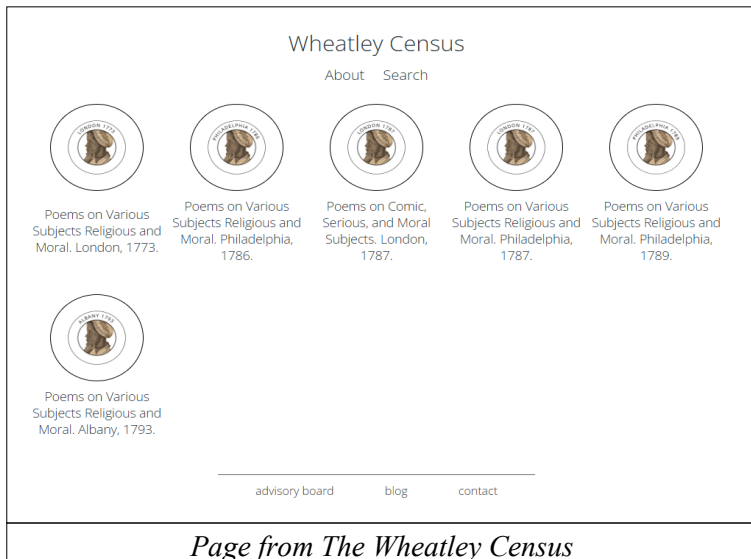 Wheatley Census
About Search
LONDON 1773
PHILADELPHIA 1786
LONDON 1787
LONDON 1787
PHILADELPHIA 1789
Poems on Various
Subjects Religious and
Moral. London, 1773.
Poems on Various
Subjects Religious and
Moral. Philadelphia,
1786.
Poems on Comic,
Serious, and Moral
Subjects. London,
1787.
Poems on Various
Subjects Religious and
Moral. Philadelphia,
1787.
Poems on Various
Subjects Religious and
Moral. Philadelphia,
1789.
ALBANY 1793
Poems on Various
Subjects Religious and
Moral. Albany, 1793.
advisory board blog contact
Page from The Wheatley Census